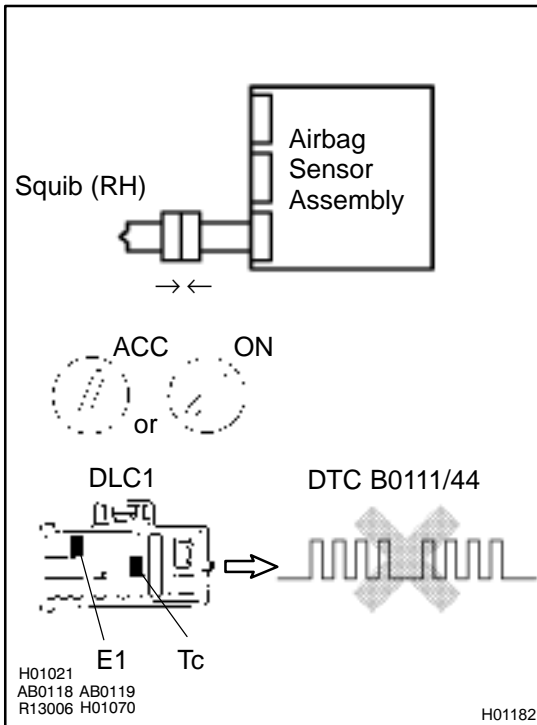 Airbag
Sensor
Assembly
Squib (RH)
ACC
ON
or
DLC1
DTC B0111/44
E1
Tc
H01021
AB0118 AB0119
R13006 H01070
H01182